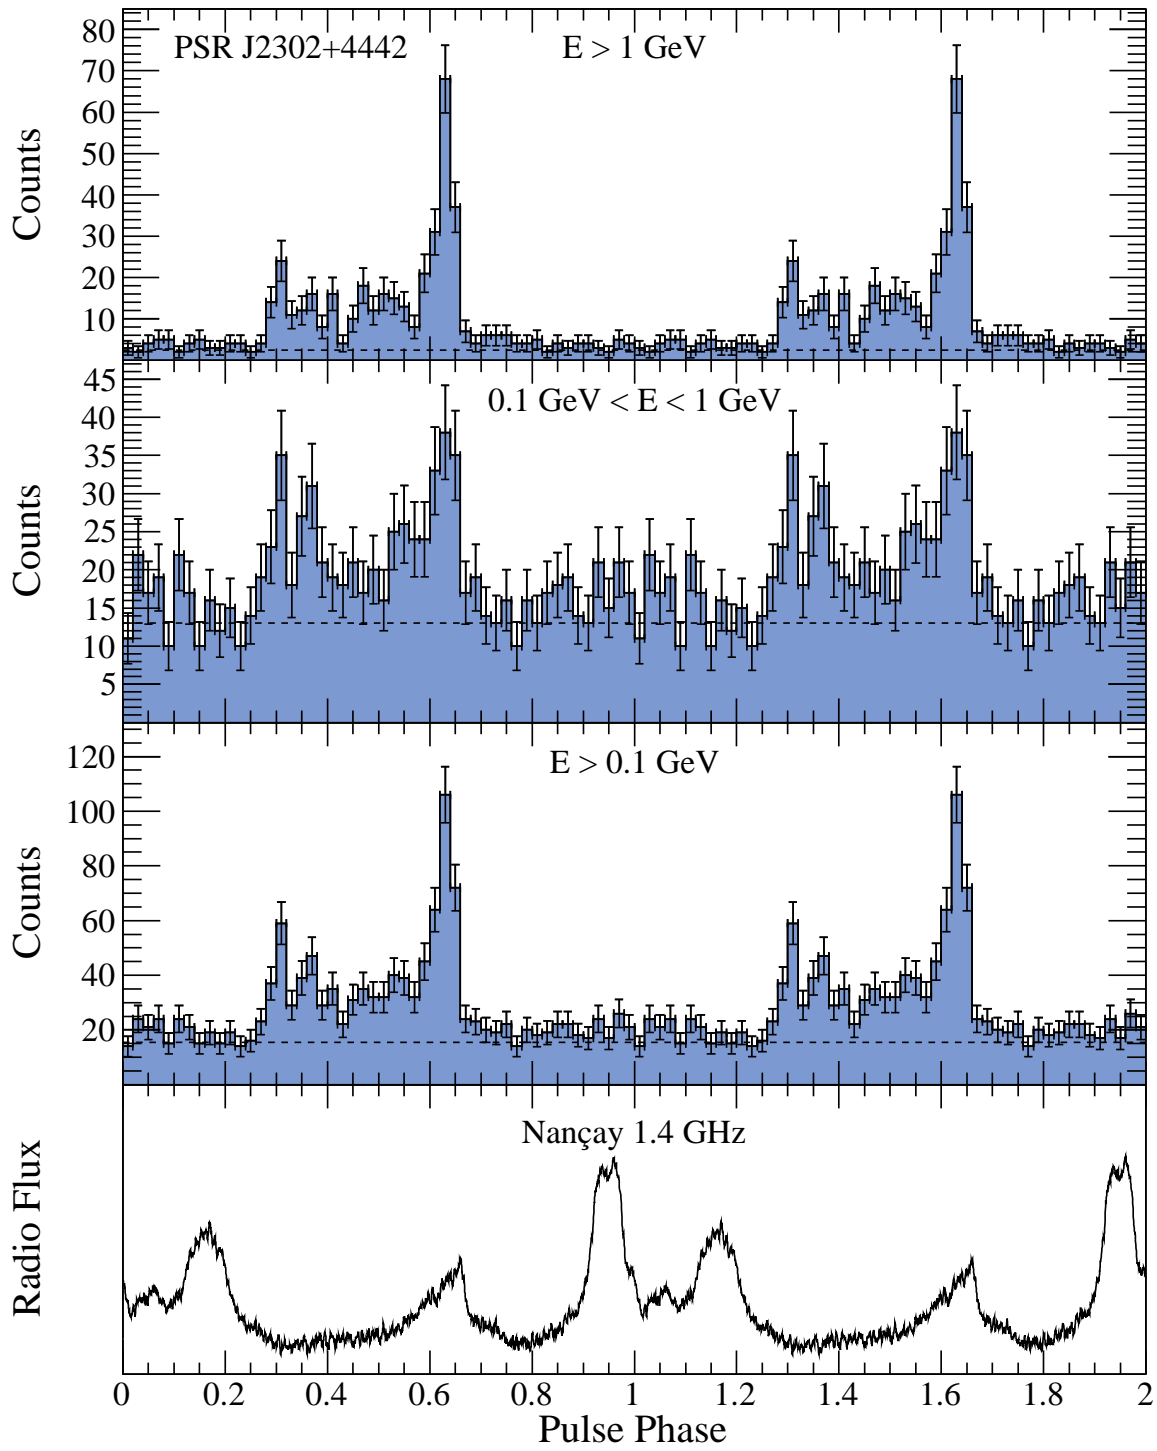 PSR J2302+4442
E > 1 GeV
80
70
60
50
40
30
20
10
Counts
0.1 GeV < E < 1 GeV
45
40
35
30
25
20
15
10
5
Counts
E > 0.1 GeV
120
100
80
60
40
20
Counts
Nançay 1.4 GHz
Radio Flux
0 0.2 0.4 0.6 0.8 1 1.2 1.4 1.6 1.8 2
Pulse Phase